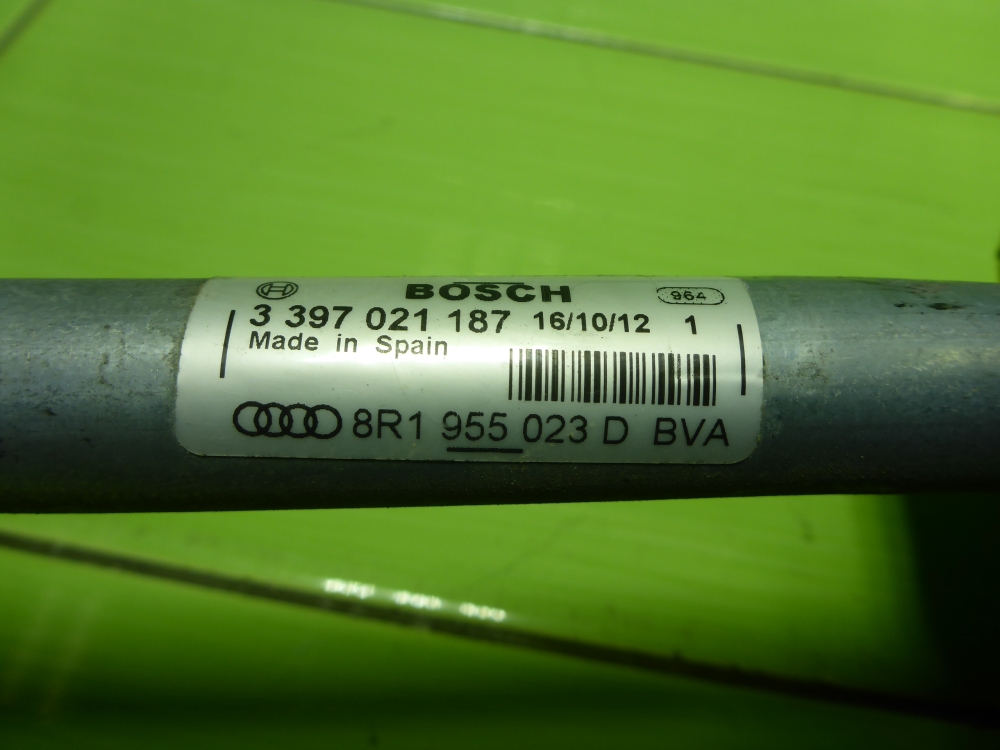 BOSCH 964
3 397 021 187 16/10/12 1
Made in Spain
8R1 955 023 D BVA